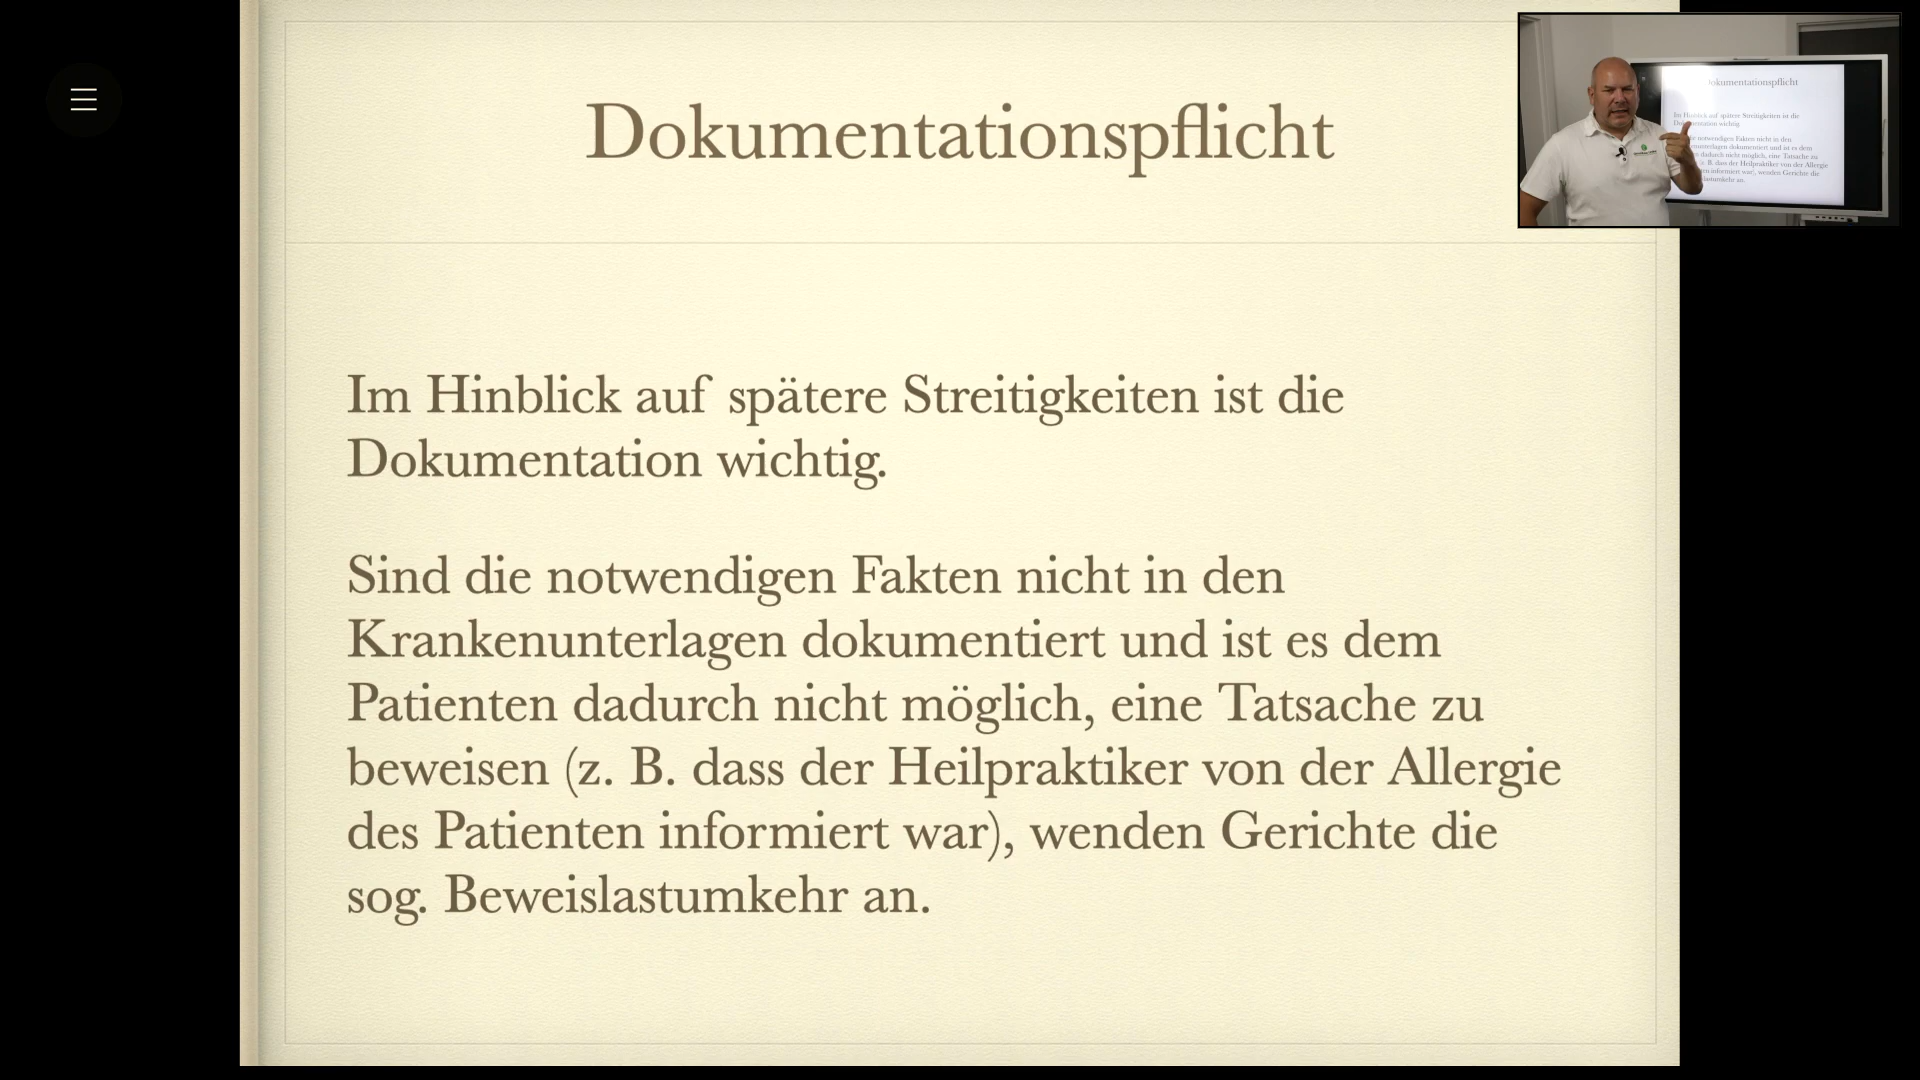 Dokumentationspflicht
Im Hinblick auf spätere Streitigkeiten ist die
Dokumentation wichtig.
Sind die notwendigen Fakten nicht in den
Krankenunterlagen dokumentiert und ist es dem
Patienten dadurch nicht möglich, eine Tatsache zu
beweisen (z. B. dass der Heilpraktiker von der Allergie
des Patienten informiert war), wenden Gerichte die
sog. Beweislastumkehr an.